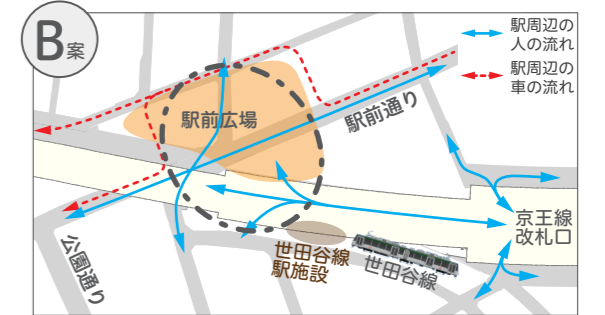 B案
駅周辺の
人の流れ
駅周辺の
車の流れ
駅前広場
駅前通り
公園通り
世田谷線
駅施設
世田谷線
京王線
改札口